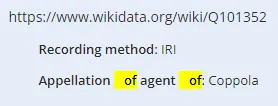 https://www.wikidata.org/wiki/Q101352
Recording method: IRI
Appellation of agent of: Coppola